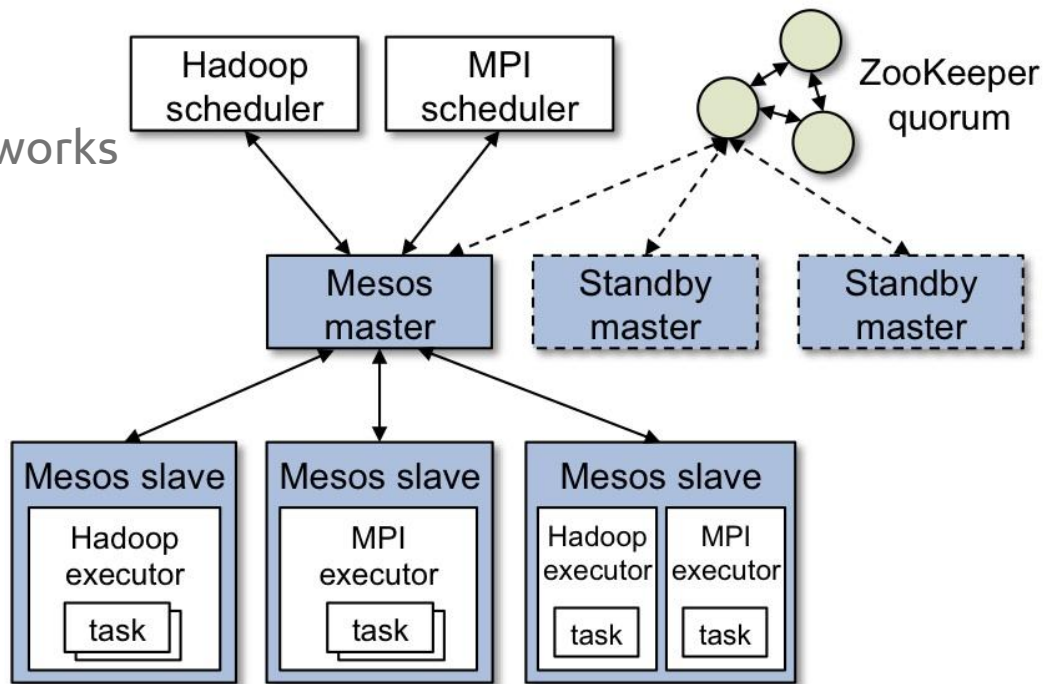 Hadoop
scheduler
MPI
scheduler
ZooKeeper
quorum
works
Mesos
master
Standby
master
Standby
master
Mesos slave
Hadoop
executor
task
Mesos slave
MPI
executor
task
Mesos slave
Hadoop
executor
task
MPI
executor
task